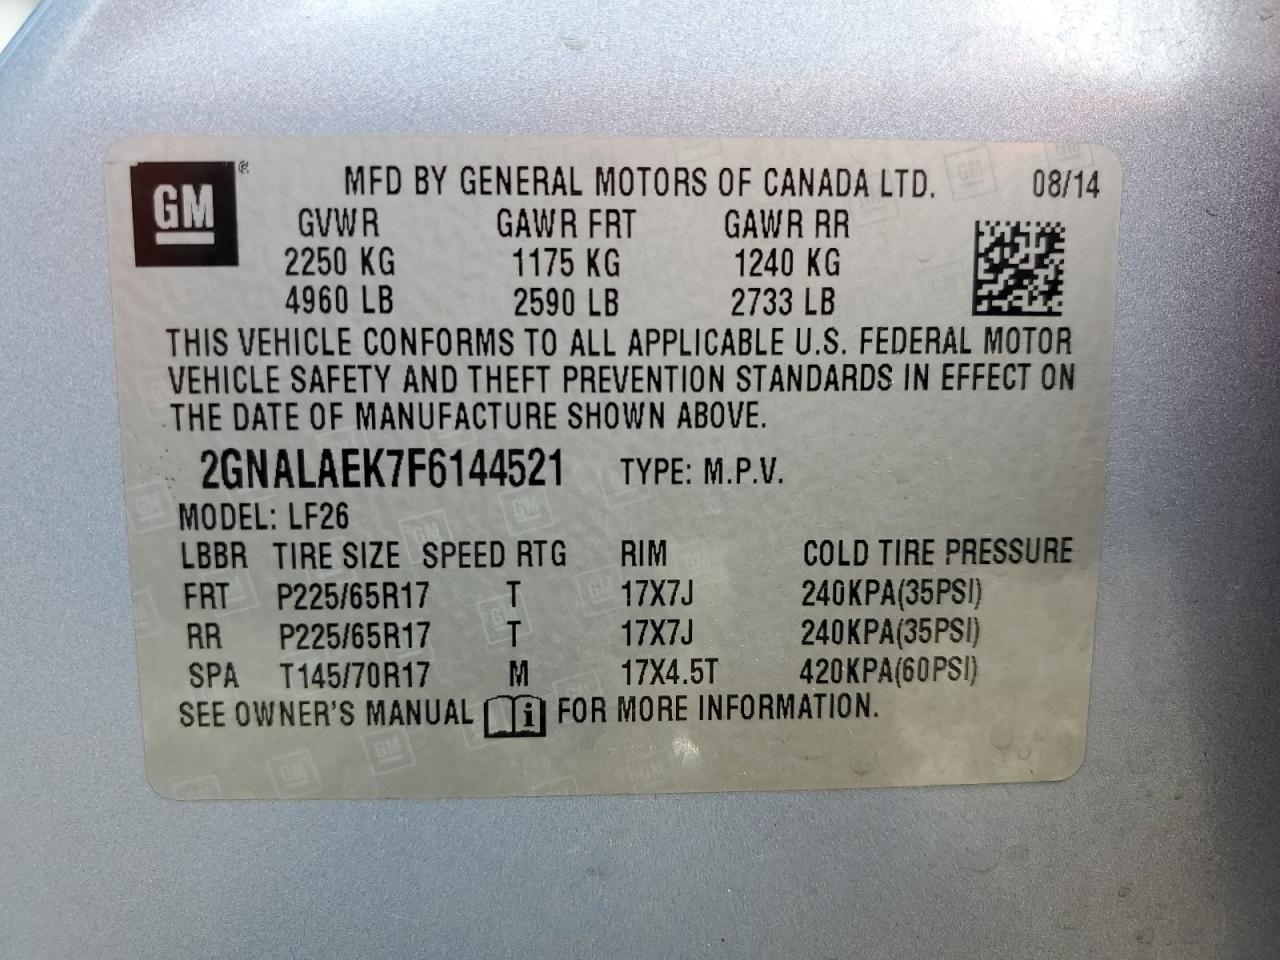 GM ® MFD BY GENERAL MOTORS OF CANADA LTD. 08/14
GVWR GAWR FRT GAWR RR
2250 KG 1175 KG 1240 KG
4960 LB 2590 LB 2733 LB
THIS VEHICLE CONFORMS TO ALL APPLICABLE U.S. FEDERAL MOTOR
VEHICLE SAFETY AND THEFT PREVENTION STANDARDS IN EFFECT ON
THE DATE OF MANUFACTURE SHOWN ABOVE.
2GNALAEK7F6144521 TYPE: M.P.V.
MODEL: LF26
LBBR TIRE SIZE SPEED RTG RIM COLD TIRE PRESSURE
FRT P225/65R17 T 17X7J 240KPA(35PSI)
RR P225/65R17 T 17X7J 240KPA(35PSI)
SPA T145/70R17 M 17X4.5T 420KPA(60PSI)
SEE OWNER'S MANUAL i FOR MORE INFORMATION.